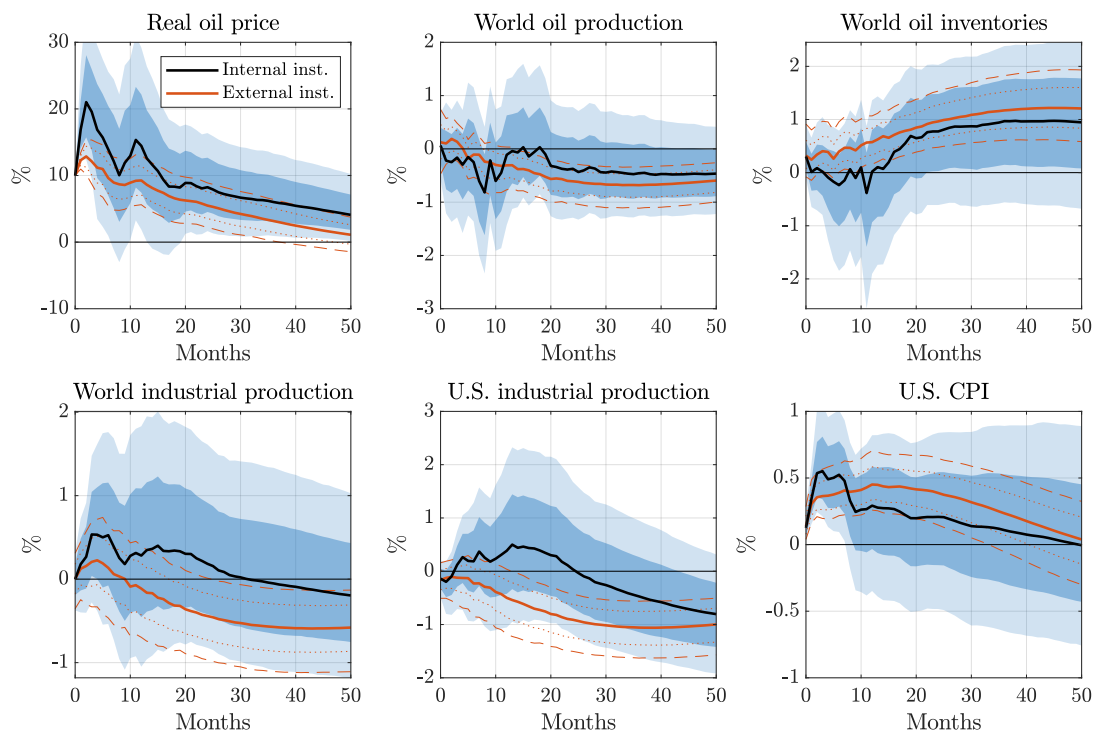 Real oil price
World oil production
World oil inventories
%
30
20
10
0
-10
Internal inst.
External inst.
0 10 20 30 40 50
Months
%
2
1
0
-1
-2
-3
0 10 20 30 40 50
Months
%
2
1
0
-1
-2
0 10 20 30 40 50
Months
World industrial production
U.S. industrial production
U.S. CPI
%
2
1
0
-1
0 10 20 30 40 50
Months
%
3
2
1
0
-1
-2
0 10 20 30 40 50
Months
%
1
0.5
0
-0.5
-1
0 10 20 30 40 50
Months